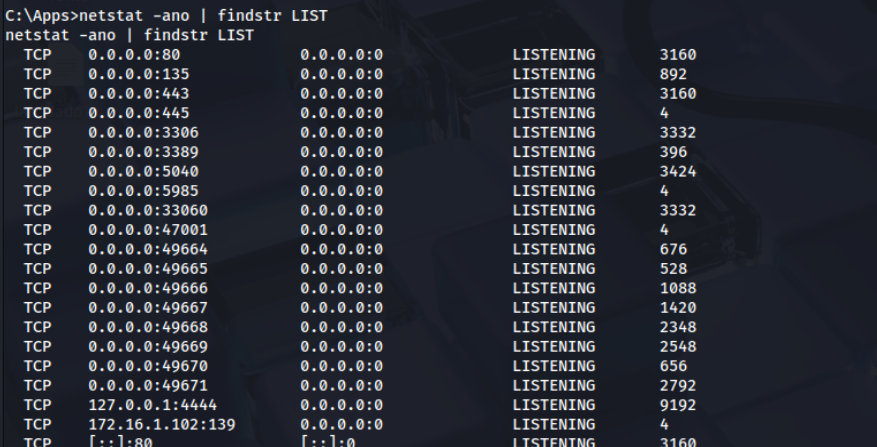 C:\Apps>netstat -ano | findstr LIST
netstat -ano | findstr LIST
TCP 0.0.0.0:80 0.0.0.0:0 LISTENING 3160
TCP 0.0.0.0:135 0.0.0.0:0 LISTENING 892
TCP 0.0.0.0:443 0.0.0.0:0 LISTENING 3160
TCP 0.0.0.0:445 0.0.0.0:0 LISTENING 4
TCP 0.0.0.0:3306 0.0.0.0:0 LISTENING 3332
TCP 0.0.0.0:3389 0.0.0.0:0 LISTENING 396
TCP 0.0.0.0:5040 0.0.0.0:0 LISTENING 3424
TCP 0.0.0.0:5985 0.0.0.0:0 LISTENING 4
TCP 0.0.0.0:33060 0.0.0.0:0 LISTENING 3332
TCP 0.0.0.0:47001 0.0.0.0:0 LISTENING 4
TCP 0.0.0.0:49664 0.0.0.0:0 LISTENING 676
TCP 0.0.0.0:49665 0.0.0.0:0 LISTENING 528
TCP 0.0.0.0:49666 0.0.0.0:0 LISTENING 1088
TCP 0.0.0.0:49667 0.0.0.0:0 LISTENING 1420
TCP 0.0.0.0:49668 0.0.0.0:0 LISTENING 2348
TCP 0.0.0.0:49669 0.0.0.0:0 LISTENING 2548
TCP 0.0.0.0:49670 0.0.0.0:0 LISTENING 656
TCP 0.0.0.0:49671 0.0.0.0:0 LISTENING 2792
TCP 127.0.0.1:4444 0.0.0.0:0 LISTENING 9192
TCP 172.16.1.102:139 0.0.0.0:0 LISTENING 4
TCP [::]:80 [::]:0 LISTENING 3160